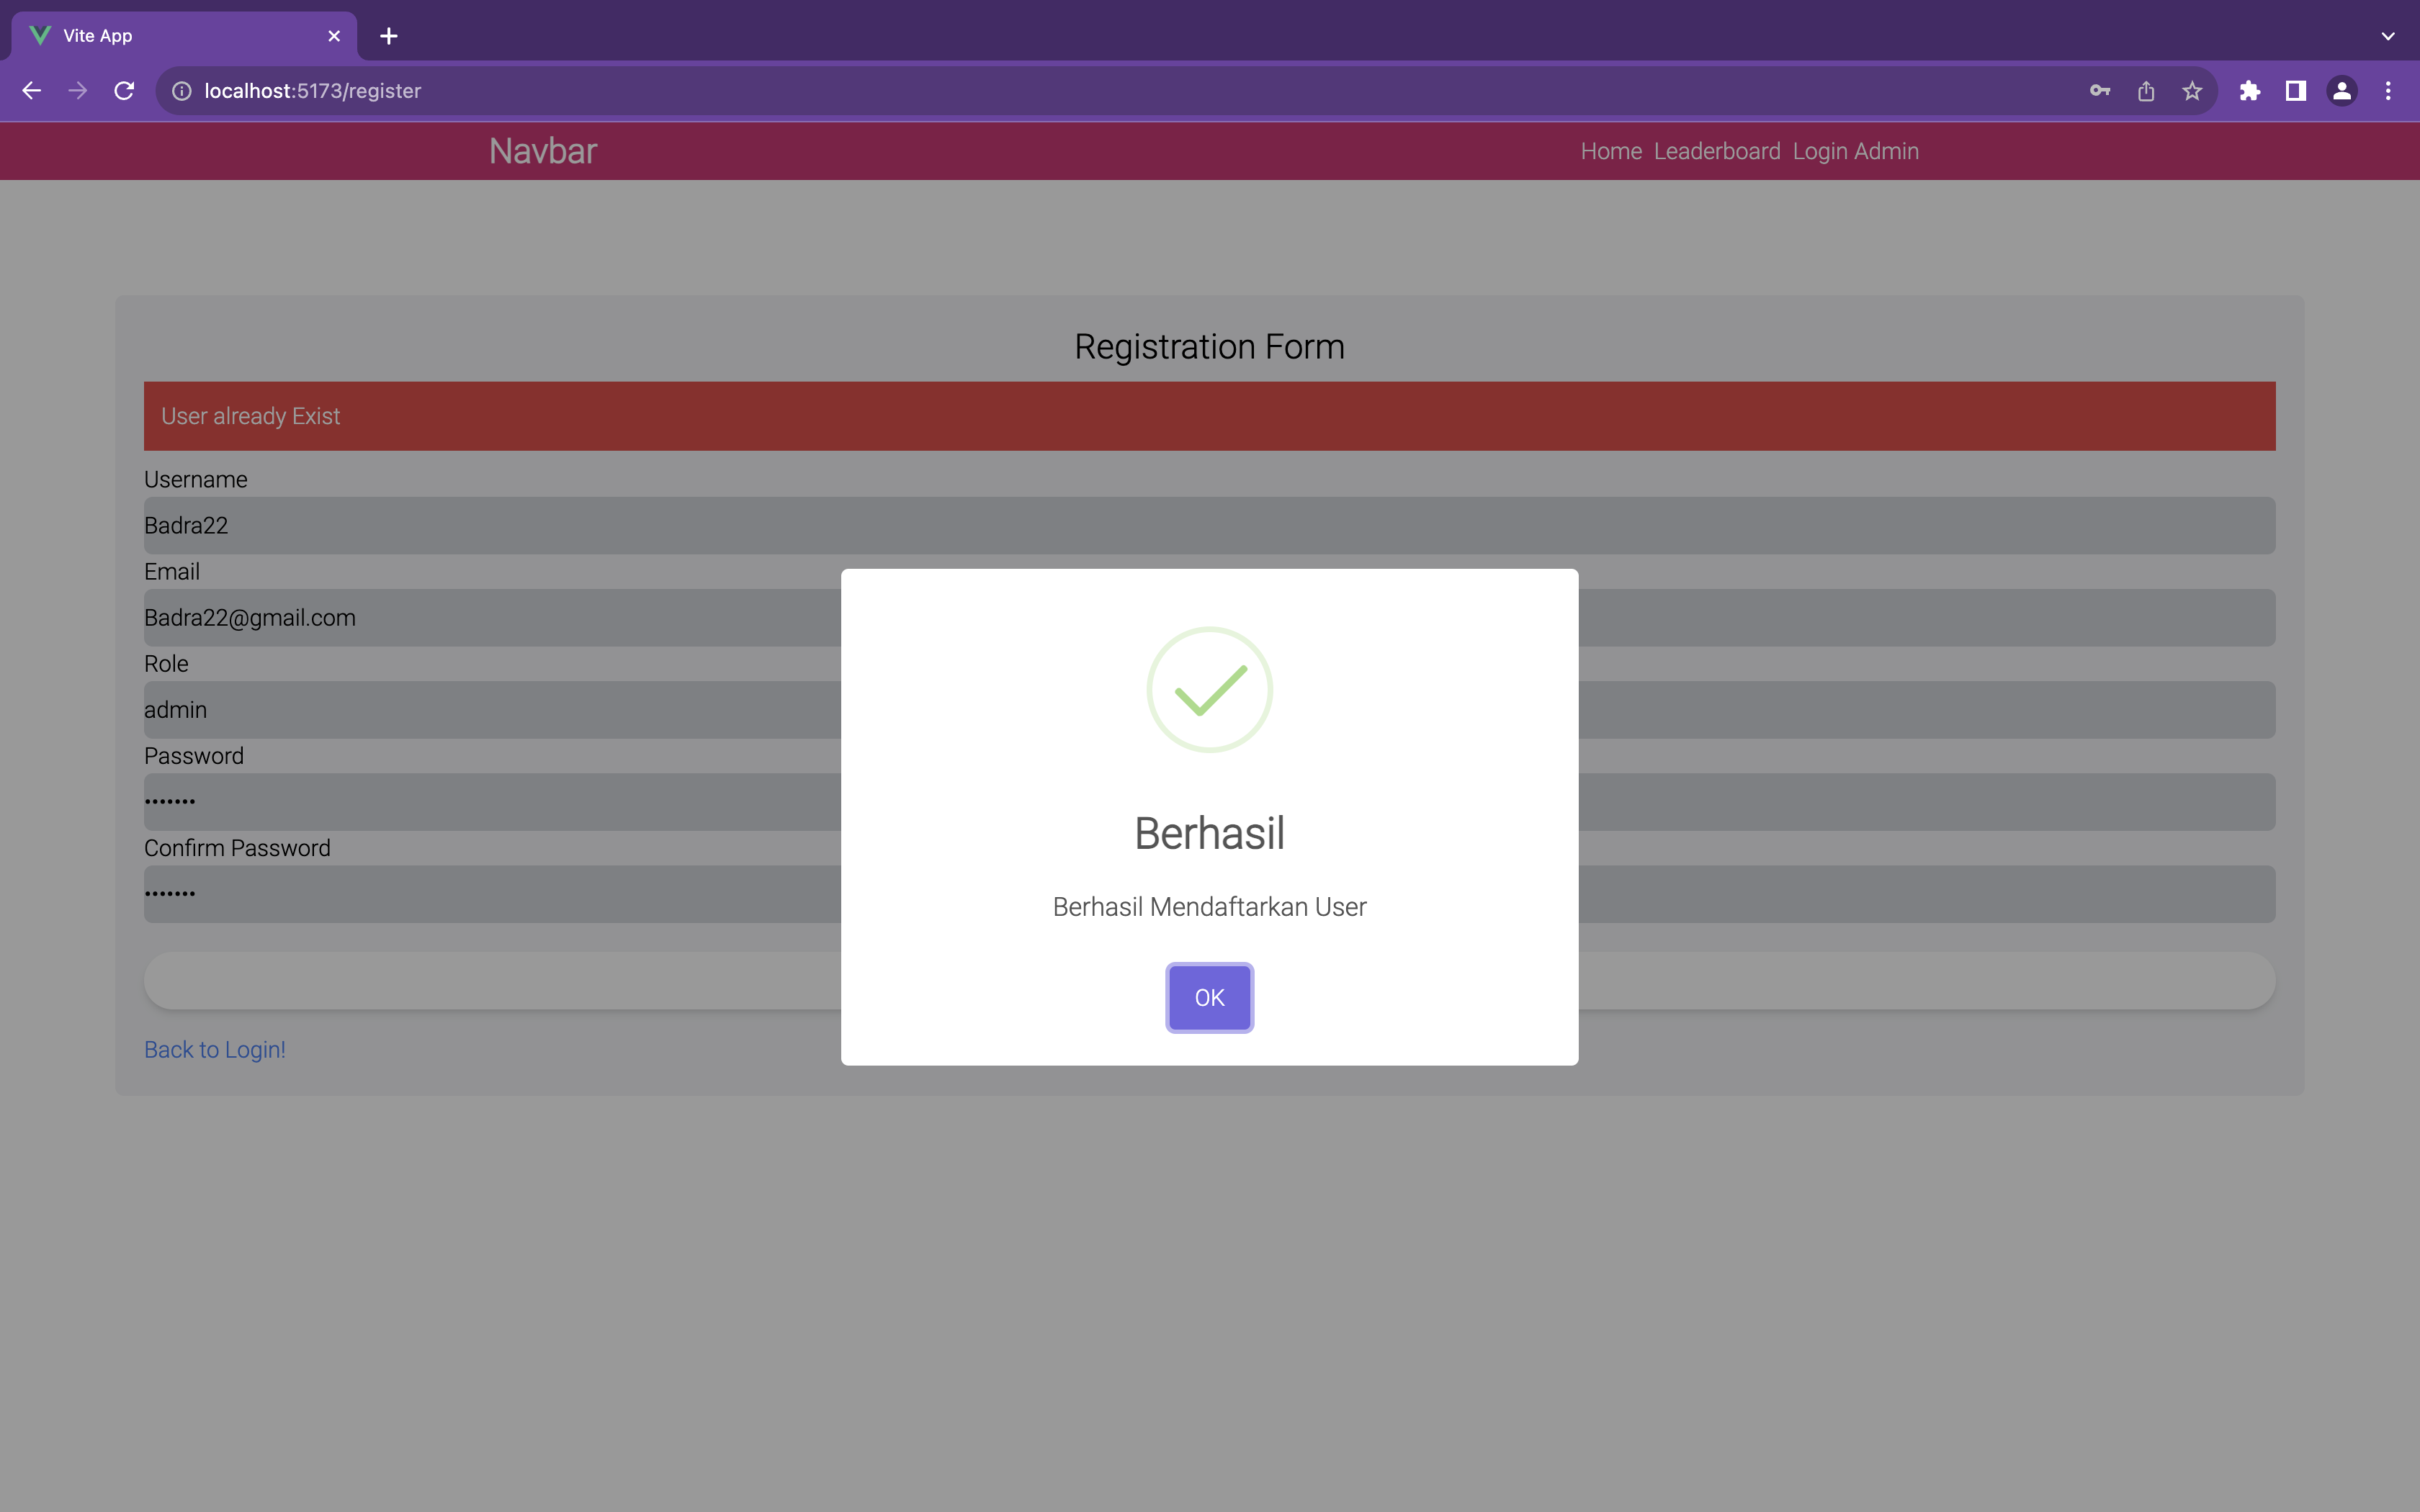 Vite App
localhost:5173/register
Navbar
Home Leaderboard Login Admin
Registration Form
User already Exist
Username
Badra22
Email
Badra22@gmail.com
Role
admin
Password
•••••••
Confirm Password
•••••••
Back to Login!
Berhasil
Berhasil Mendaftarkan User
OK